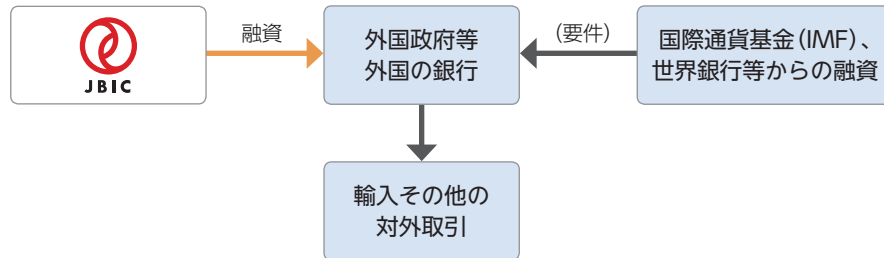 JBIC
融資
外国政府等
外国の銀行
(要件)
国際通貨基金(IMF)、
世界銀行等からの融資
輸入その他の
対外取引